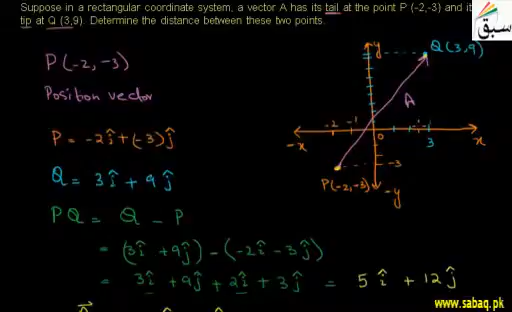 Suppose in a rectangular coordinate system, a vector A has its tail at the point P (-2,-3) and it
tip at Q (3,9). Determine the distance between these two points.
سبق
P(-2,-3)
Position vector
P = -2î+(-3)ĵ
Q = 3î + 9ĵ
PQ = Q - P
= (3î + 9ĵ) - (-2î - 3ĵ)
= 3î + 9ĵ + 2î + 3ĵ = 5î + 12ĵ
y
Q(3,9)
A
-2 -1 0 3
-x x
-3
P(-2,-3)
-y
www.sabaq.pk